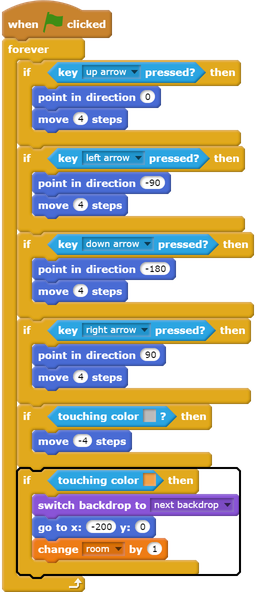 when clicked
forever
if key up arrow pressed? then
point in direction 0
move 4 steps
if key left arrow pressed? then
point in direction -90
move 4 steps
if key down arrow pressed? then
point in direction -180
move 4 steps
if key right arrow pressed? then
point in direction 90
move 4 steps
if touching color ? then
move -4 steps
if touching color then
switch backdrop to next backdrop
go to x: -200 y: 0
change room by 1